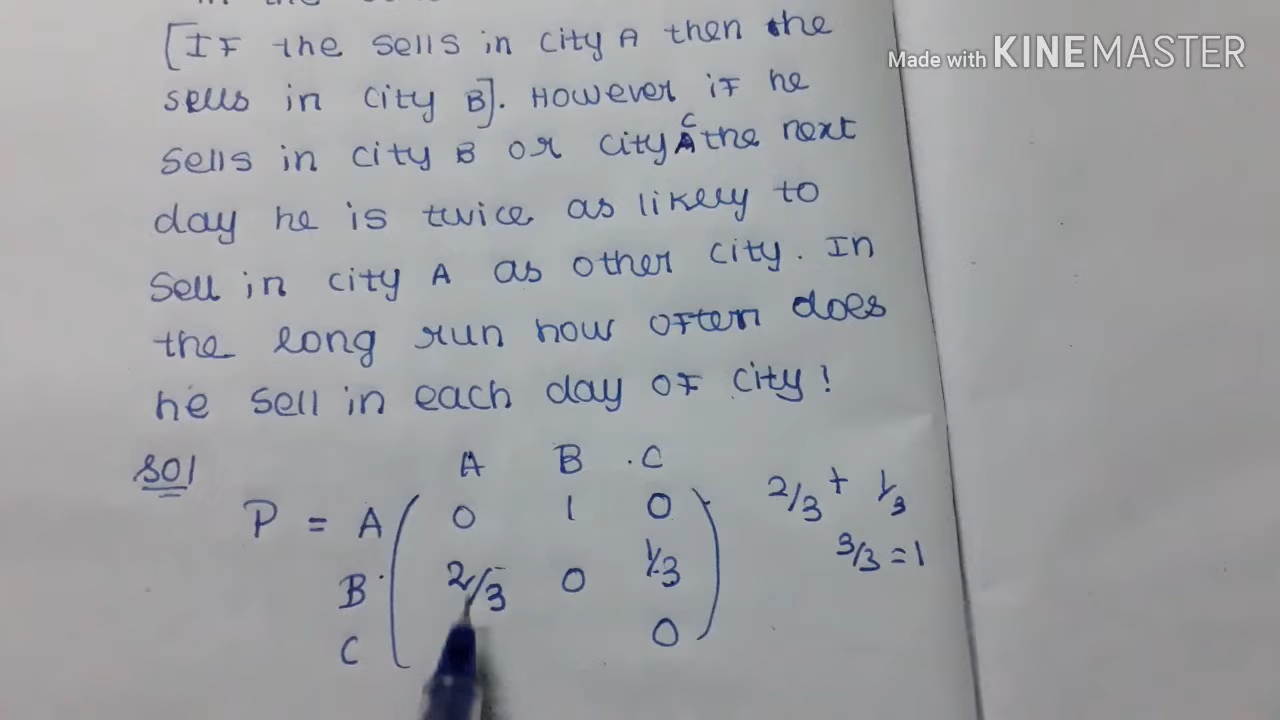 [IF the sells in city A then the
sells in city B]. However if he
sells in city B or city A C the next
day he is twice as likely to
sell in city A as other city. In
the long run how often does
he sell in each day of city!
Sol
A B . C
P = A ( 0 1 0 )
B 2/3 0 1/3
C 0
2/3 + 1/3
3/3 = 1
Made with KINEMASTER